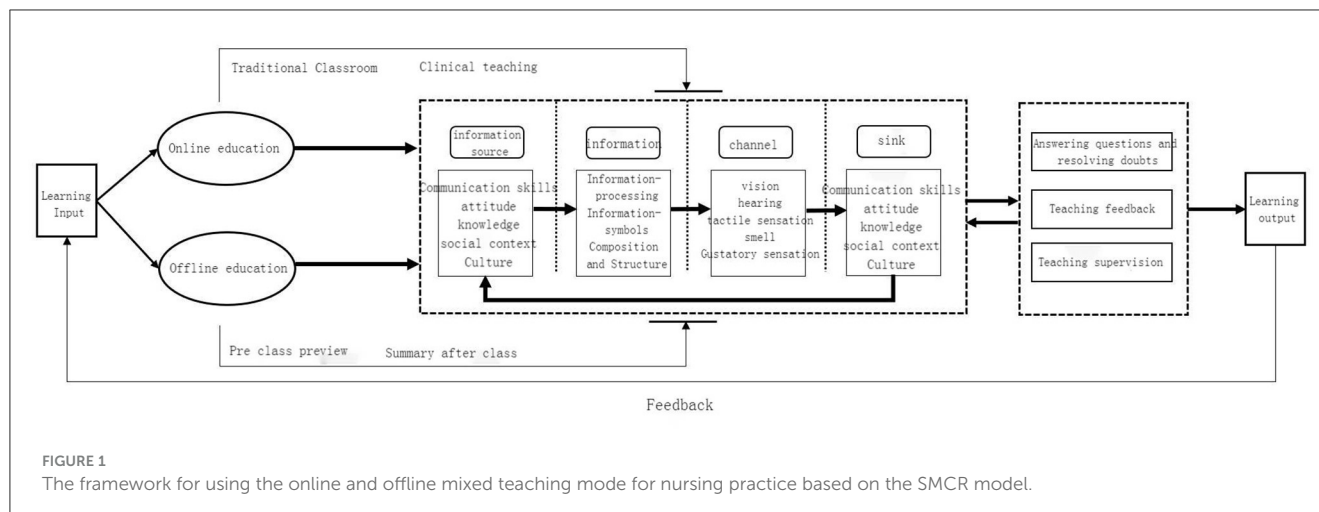 Traditional Classroom
Clinical teaching
Online education
Learning
Input
Offline education
information
source
Communication skills
attitude
knowledge
social context
Culture
information
Information-
processing
Information-
symbols
Composition
and Structure
channel
vision
hearing
tactile sensation
smell
Gustatory sensation
sink
Communication skills
attitude
knowledge
social context
Culture
Answering questions and
resolving doubts
Teaching feedback
Teaching supervision
Learning
output
Pre class preview
Summary after class
Feedback
FIGURE 1
The framework for using the online and offline mixed teaching mode for nursing practice based on the SMCR model.